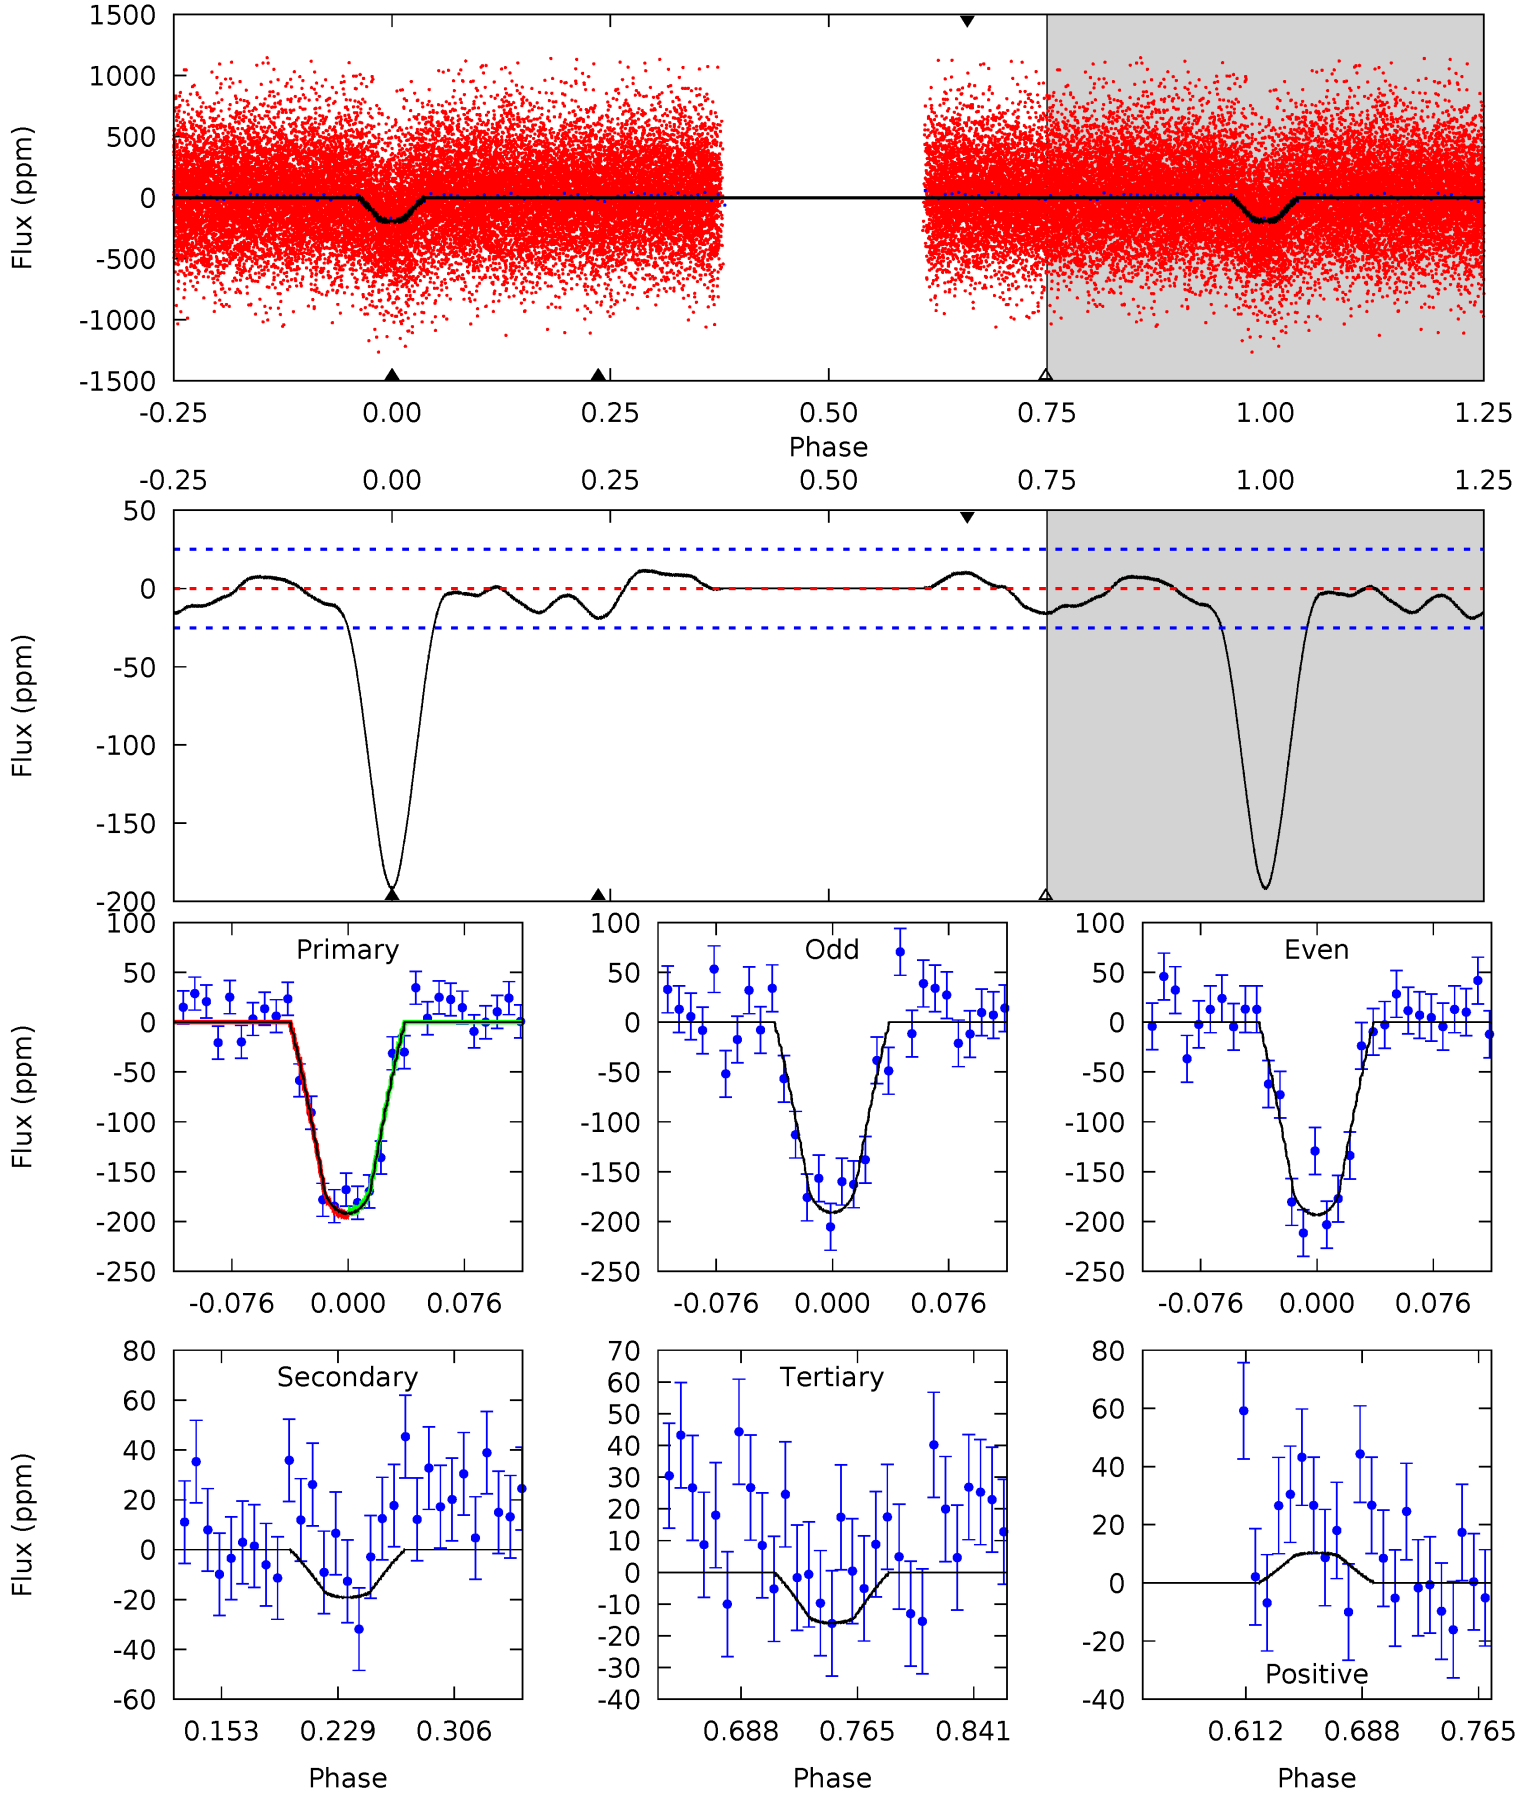 1500
1000
500
0
-500
-1000
-1500
Flux (ppm)
-0.25 0.00 0.25 0.50 0.75 1.00 1.25
Phase
-0.25 0.00 0.25 0.50 0.75 1.00 1.25
50
0
-50
-100
-150
-200
Flux (ppm)
Primary Odd Even
100 100 100
50 50 50
0 0 0
-50 -50 -50
-100 -100 -100
-150 -150 -150
-200 -200 -200
-250 -250 -250
Flux (ppm)
-0.076 0.000 0.076 -0.076 0.000 0.076 -0.076 0.000 0.076
Secondary
80
60
40
20
0
-20
-40
-60
Flux (ppm)
0.153 0.229 0.306
Phase
Tertiary
70
60
50
40
30
20
10
0
-10
-20
-30
-40
0.688 0.765 0.841
Phase
80
60
40
20
0
-20
-40
Positive
0.612 0.688 0.765
Phase